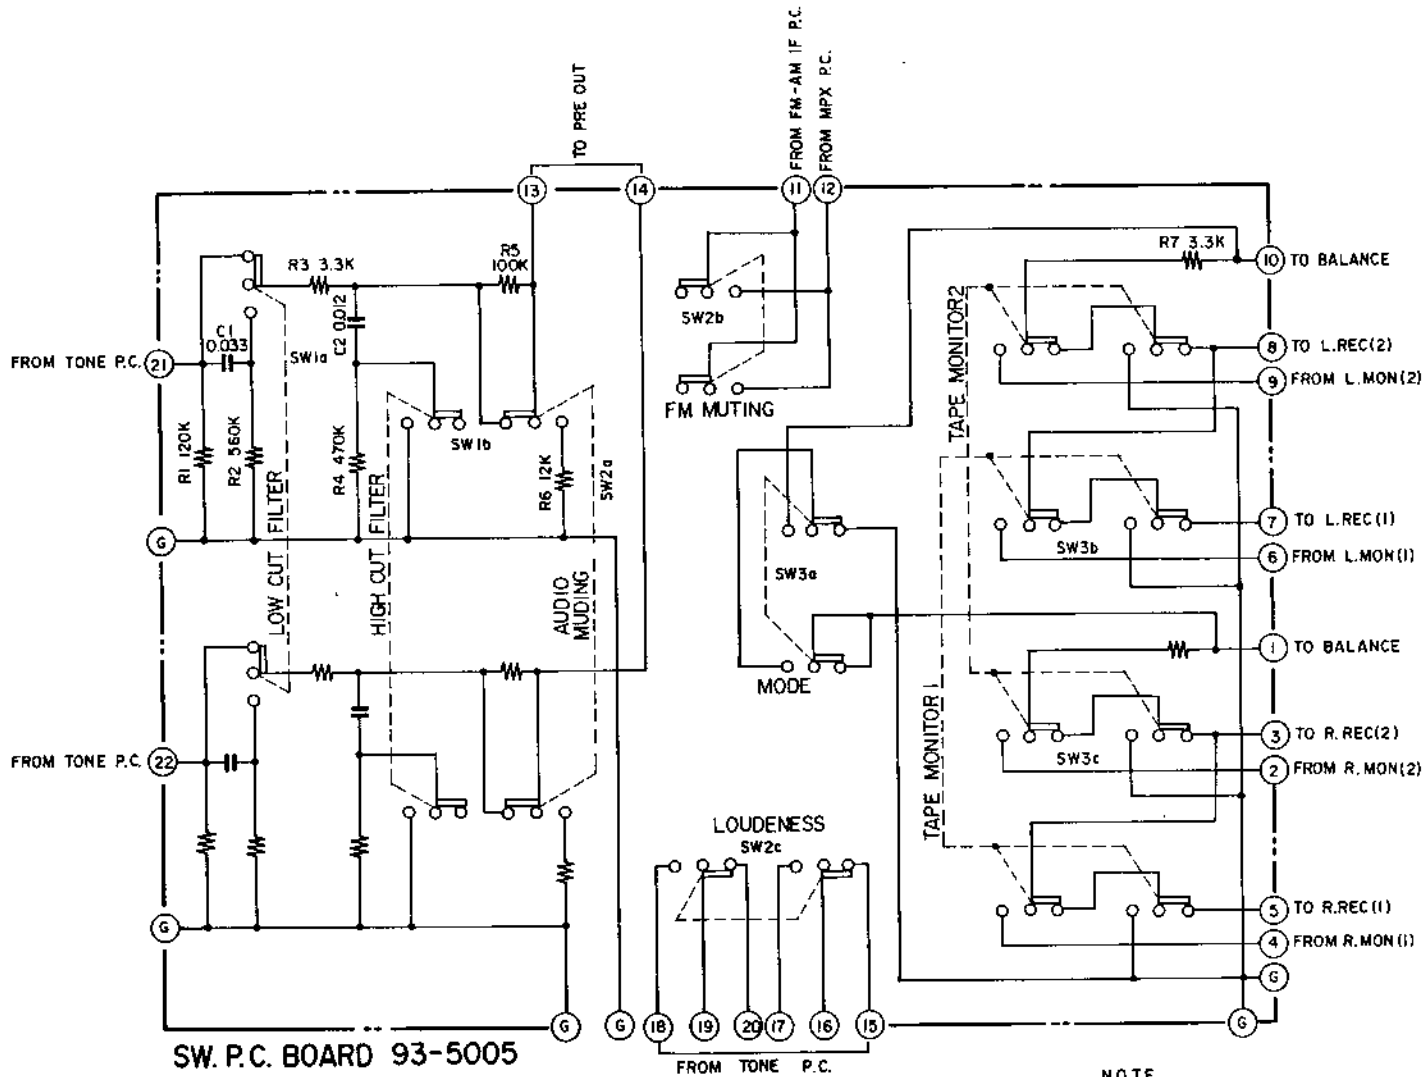 TO PRE OUT
FROM FM-AM IF P.C.
FROM MPX P.C.
13
14
11
12
R5
100K
R3 3.3K
R7 3.3K
10 TO BALANCE
C2 0.012
SW2b
TAPE MONITOR2
C1
0.033
SW1a
FROM TONE P.C. 21
8 TO L.REC(2)
9 FROM L.MON(2)
FM MUTING
R1 120K
R2 560K
R4 470K
SW1b
R6 12K
SW2a
G
LOW CUT FILTER
HIGH CUT FILTER
AUDIO
MUDING
7 TO L.REC(1)
SW3b
6 FROM L.MON(1)
SW3a
1 TO BALANCE
MODE
TAPE MONITOR1
FROM TONE P.C. 22
3 TO R.REC(2)
SW3c
2 FROM R.MON(2)
LOUDENESS
SW2c
5 TO R.REC(1)
4 FROM R.MON(1)
G
G
G
G
18
19
20
17
16
15
G
SW. P.C. BOARD 93-5005
FROM TONE P.C.
NOTE